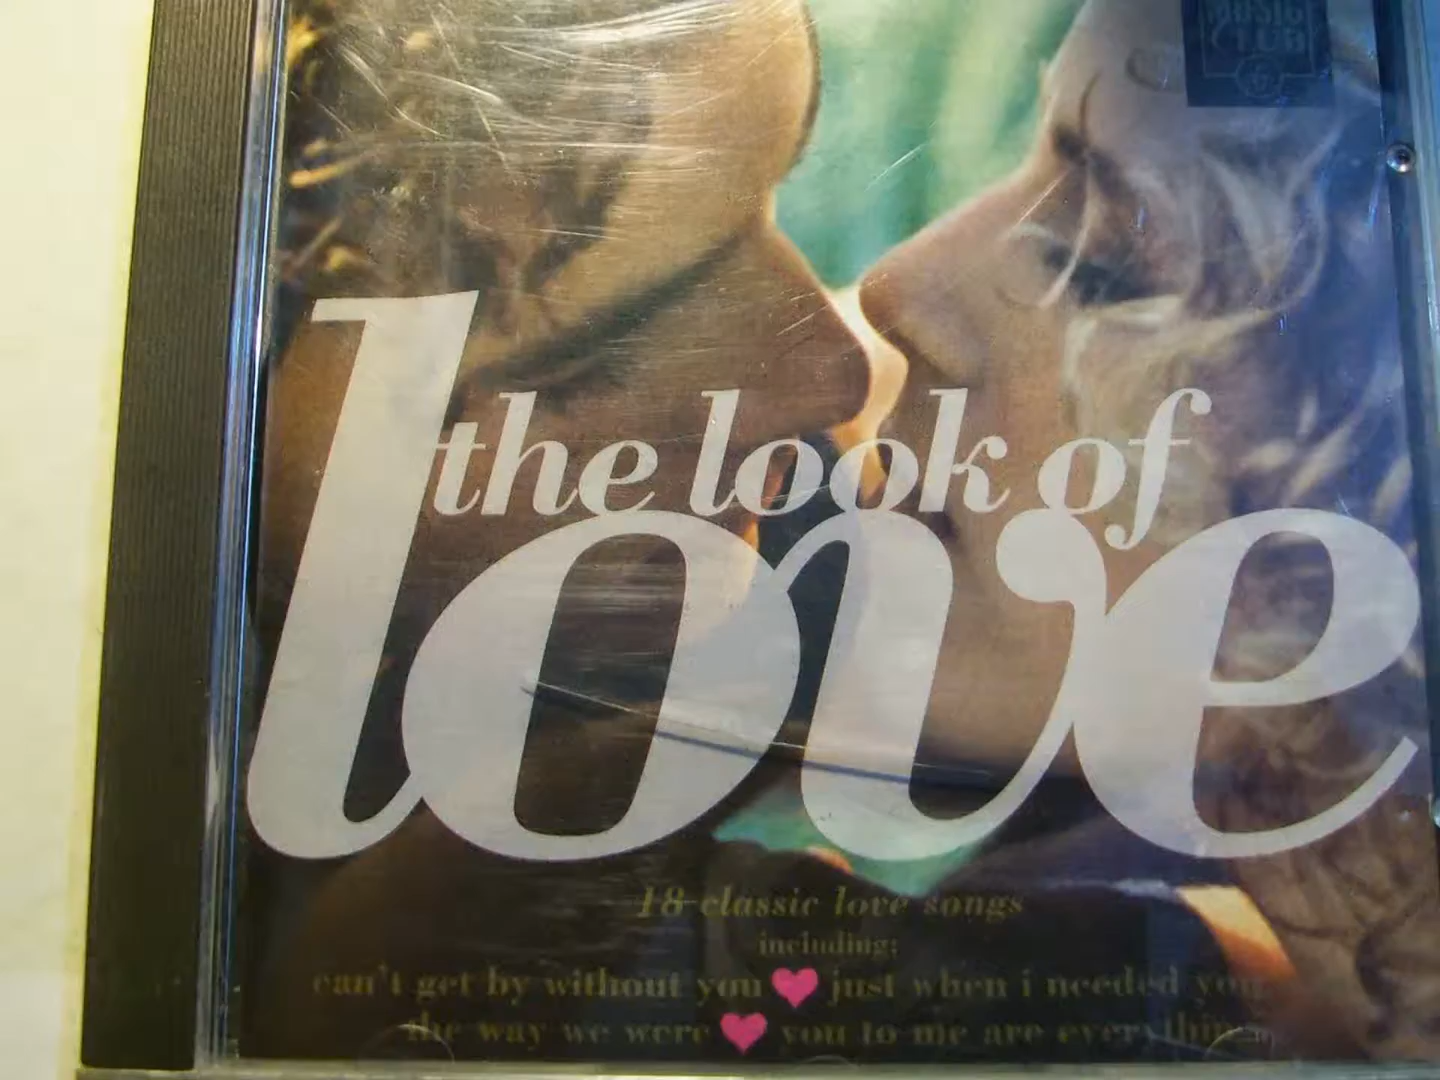 MUSIC
CLUB
the look of
love
18 classic love songs
including:
can't get by without you just when i needed you
the way we were you to me are everything